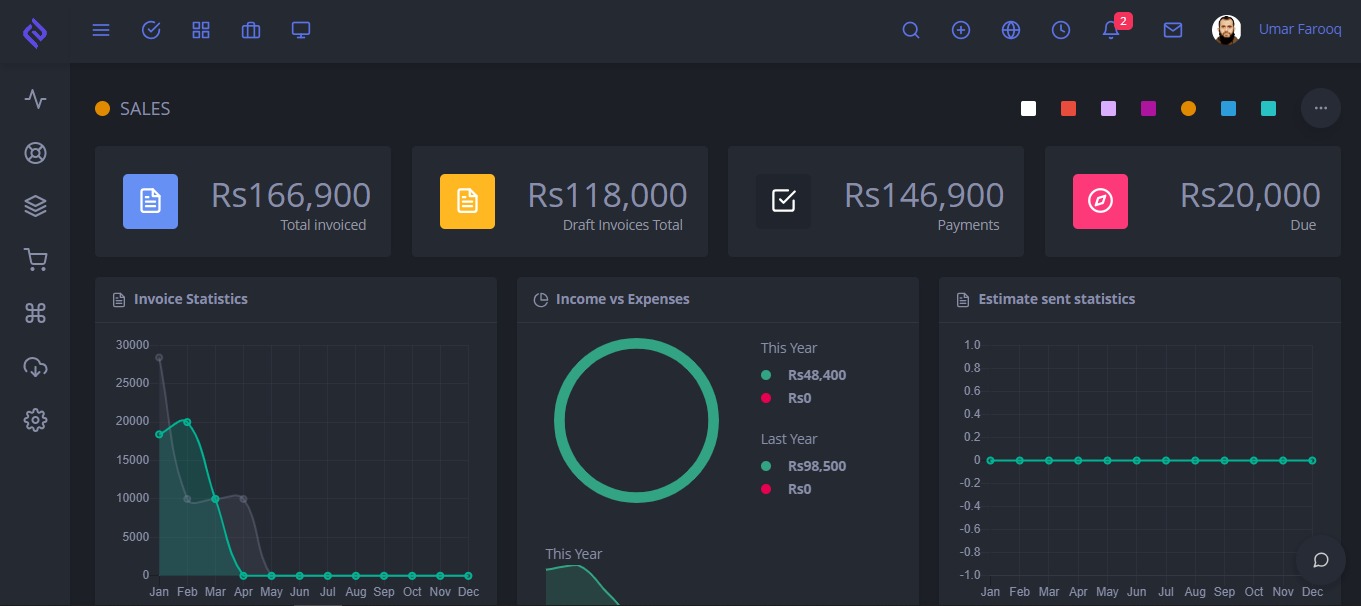 2
Umar Farooq
SALES
Rs166,900
Total invoiced
Rs118,000
Draft Invoices Total
Rs146,900
Payments
Rs20,000
Due
Invoice Statistics
30000
25000
20000
15000
10000
5000
0
Jan Feb Mar Apr May Jun Jul Aug Sep Oct Nov Dec
Income vs Expenses
This Year
Rs48,400
Rs0
Last Year
Rs98,500
Rs0
This Year
Estimate sent statistics
1.0
0.8
0.6
0.4
0.2
0
-0.2
-0.4
-0.6
-0.8
-1.0
Jan Feb Mar Apr May Jun Jul Aug Sep Oct Nov Dec